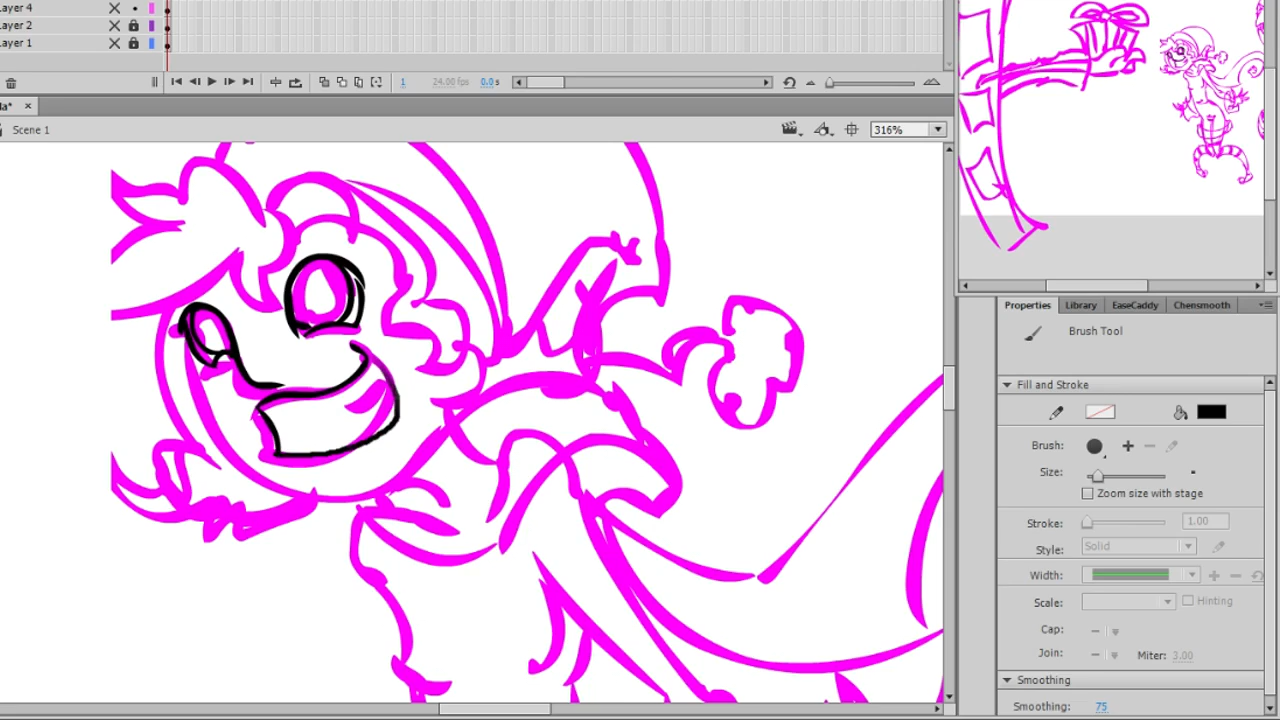 ayer 4
ayer 2
ayer 1
1 24.00 fps 0.0 s
la* ×
Scene 1
316%
Properties Library EaseCaddy Chensmooth
Brush Tool
Fill and Stroke
Brush:
Size:
Zoom size with stage
Stroke: 1.00
Style: Solid
Width:
Scale: Hinting
Cap:
Join: Miter: 3.00
Smoothing
Smoothing: 75